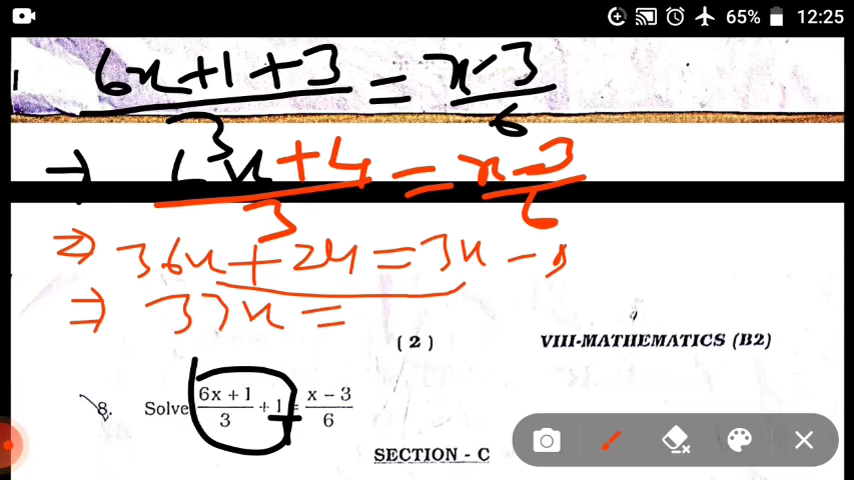 65% 12:25
6x+1+3 / 3 = x-3 / 6
⇒ 6x+4 / 3 = x-3 / 6
⇒ 36x+24 = 3x-9
⇒ 33x =
( 2 ) VIII-MATHEMATICS (B2)
8. Solve (6x + 1)/3 + 1 = (x − 3)/6
SECTION - C